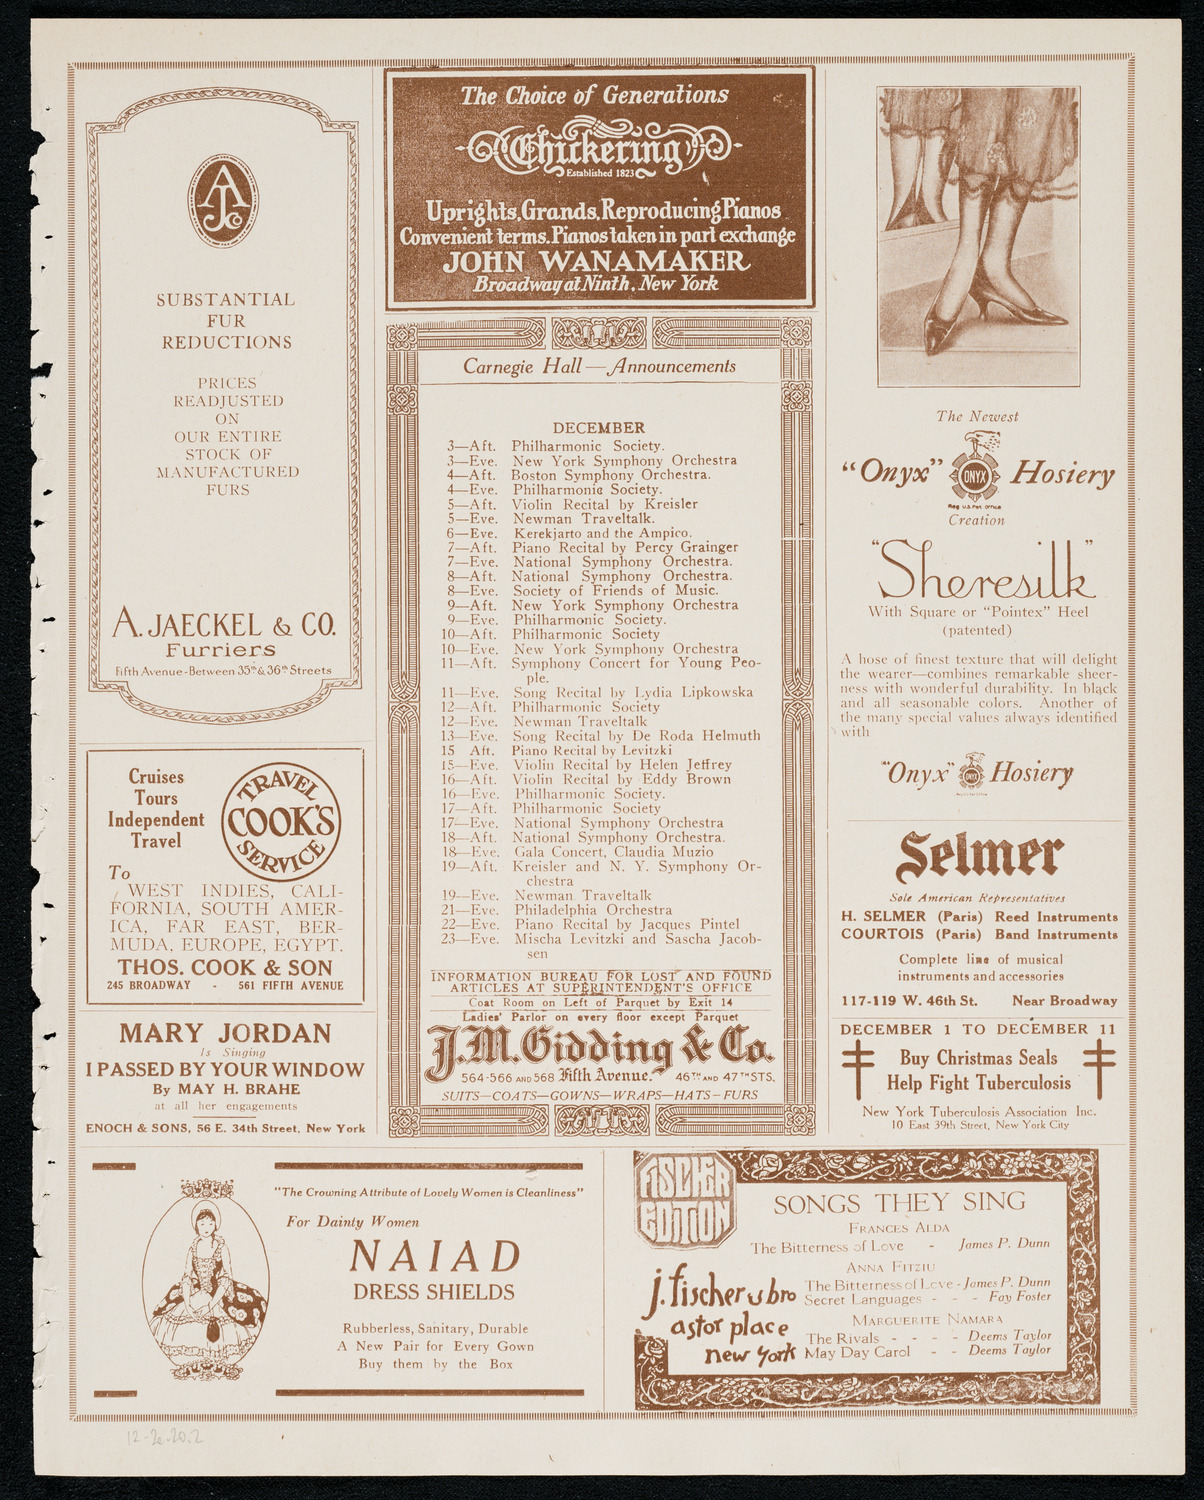 AJCo
SUBSTANTIAL
FUR
REDUCTIONS
PRICES
READJUSTED
ON
OUR ENTIRE
STOCK OF
MANUFACTURED
FURS
A. JAECKEL & CO.
Furriers
Fifth Avenue-Between 35th & 36th Streets
Cruises
Tours
Independent
Travel
TRAVEL
COOK'S
SERVICE
To
WEST INDIES, CALI-
FORNIA, SOUTH AMER-
ICA, FAR EAST, BER-
MUDA, EUROPE, EGYPT.
THOS. COOK & SON
245 BROADWAY - 561 FIFTH AVENUE
MARY JORDAN
Is Singing
I PASSED BY YOUR WINDOW
By MAY H. BRAHE
at all her engagements
ENOCH & SONS, 56 E. 34th Street, New York
The Choice of Generations
Chickering
Established 1823
Uprights, Grands, Reproducing Pianos
Convenient terms. Pianos taken in part exchange
JOHN WANAMAKER
Broadway at Ninth, New York
Carnegie Hall — Announcements
DECEMBER
3—Aft. Philharmonic Society.
3—Eve. New York Symphony Orchestra
4—Aft. Boston Symphony Orchestra.
4—Eve. Philharmonic Society.
5—Aft. Violin Recital by Kreisler
5—Eve. Newman Traveltalk.
6—Eve. Kerekjarto and the Ampico.
7—Aft. Piano Recital by Percy Grainger
7—Eve. National Symphony Orchestra.
8—Aft. National Symphony Orchestra.
8—Eve. Society of Friends of Music.
9—Aft. New York Symphony Orchestra
9—Eve. Philharmonic Society.
10—Aft. Philharmonic Society
10—Eve. New York Symphony Orchestra
11—Aft. Symphony Concert for Young Peo-
ple.
11—Eve. Song Recital by Lydia Lipkowska
12—Aft. Philharmonic Society
12—Eve. Newman Traveltalk
13—Eve. Song Recital by De Roda Helmuth
15 Aft. Piano Recital by Levitzki
15—Eve. Violin Recital by Helen Jeffrey
16—Aft. Violin Recital by Eddy Brown
16—Eve. Philharmonic Society.
17—Aft. Philharmonic Society
17—Eve. National Symphony Orchestra
18—Aft. National Symphony Orchestra.
18—Eve. Gala Concert, Claudia Muzio
19—Aft. Kreisler and N. Y. Symphony Or-
chestra
19—Eve. Newman Traveltalk
21—Eve. Philadelphia Orchestra
22—Eve. Piano Recital by Jacques Pintel
23—Eve. Mischa Levitzki and Sascha Jacob-
sen
INFORMATION BUREAU FOR LOST AND FOUND
ARTICLES AT SUPERINTENDENT'S OFFICE
Coat Room on Left of Parquet by Exit 14
Ladies' Parlor on every floor except Parquet
J.M. Gidding & Co.
564-566 AND 568 Fifth Avenue. 46TH AND 47TH STS.
SUITS—COATS—GOWNS—WRAPS—HATS—FURS
The Newest
"Onyx" ONYX Hosiery
Reg. U.S. Pat. Office
Creation
"Sheresilk"
With Square or "Pointex" Heel
(patented)
A hose of finest texture that will delight
the wearer—combines remarkable sheer-
ness with wonderful durability. In black
and all seasonable colors. Another of
the many special values always identified
with
"Onyx" ONYX Hosiery
Selmer
Sole American Representatives
H. SELMER (Paris) Reed Instruments
COURTOIS (Paris) Band Instruments
Complete line of musical
instruments and accessories
117-119 W. 46th St. Near Broadway
DECEMBER 1 TO DECEMBER 11
Buy Christmas Seals
Help Fight Tuberculosis
New York Tuberculosis Association Inc.
10 East 39th Street, New York City
"The Crowning Attribute of Lovely Women is Cleanliness"
For Dainty Women
NAIAD
DRESS SHIELDS
Rubberless, Sanitary, Durable
A New Pair for Every Gown
Buy them by the Box
FISCHER
EDITION
j. fischer & bro
astor place
new york
SONGS THEY SING
FRANCES ALDA
The Bitterness of Love - James P. Dunn
ANNA FITZIU
The Bitterness of Love - James P. Dunn
Secret Languages - - - Fay Foster
MARGUERITE NAMARA
The Rivals - - - - Deems Taylor
May Day Carol - - Deems Taylor